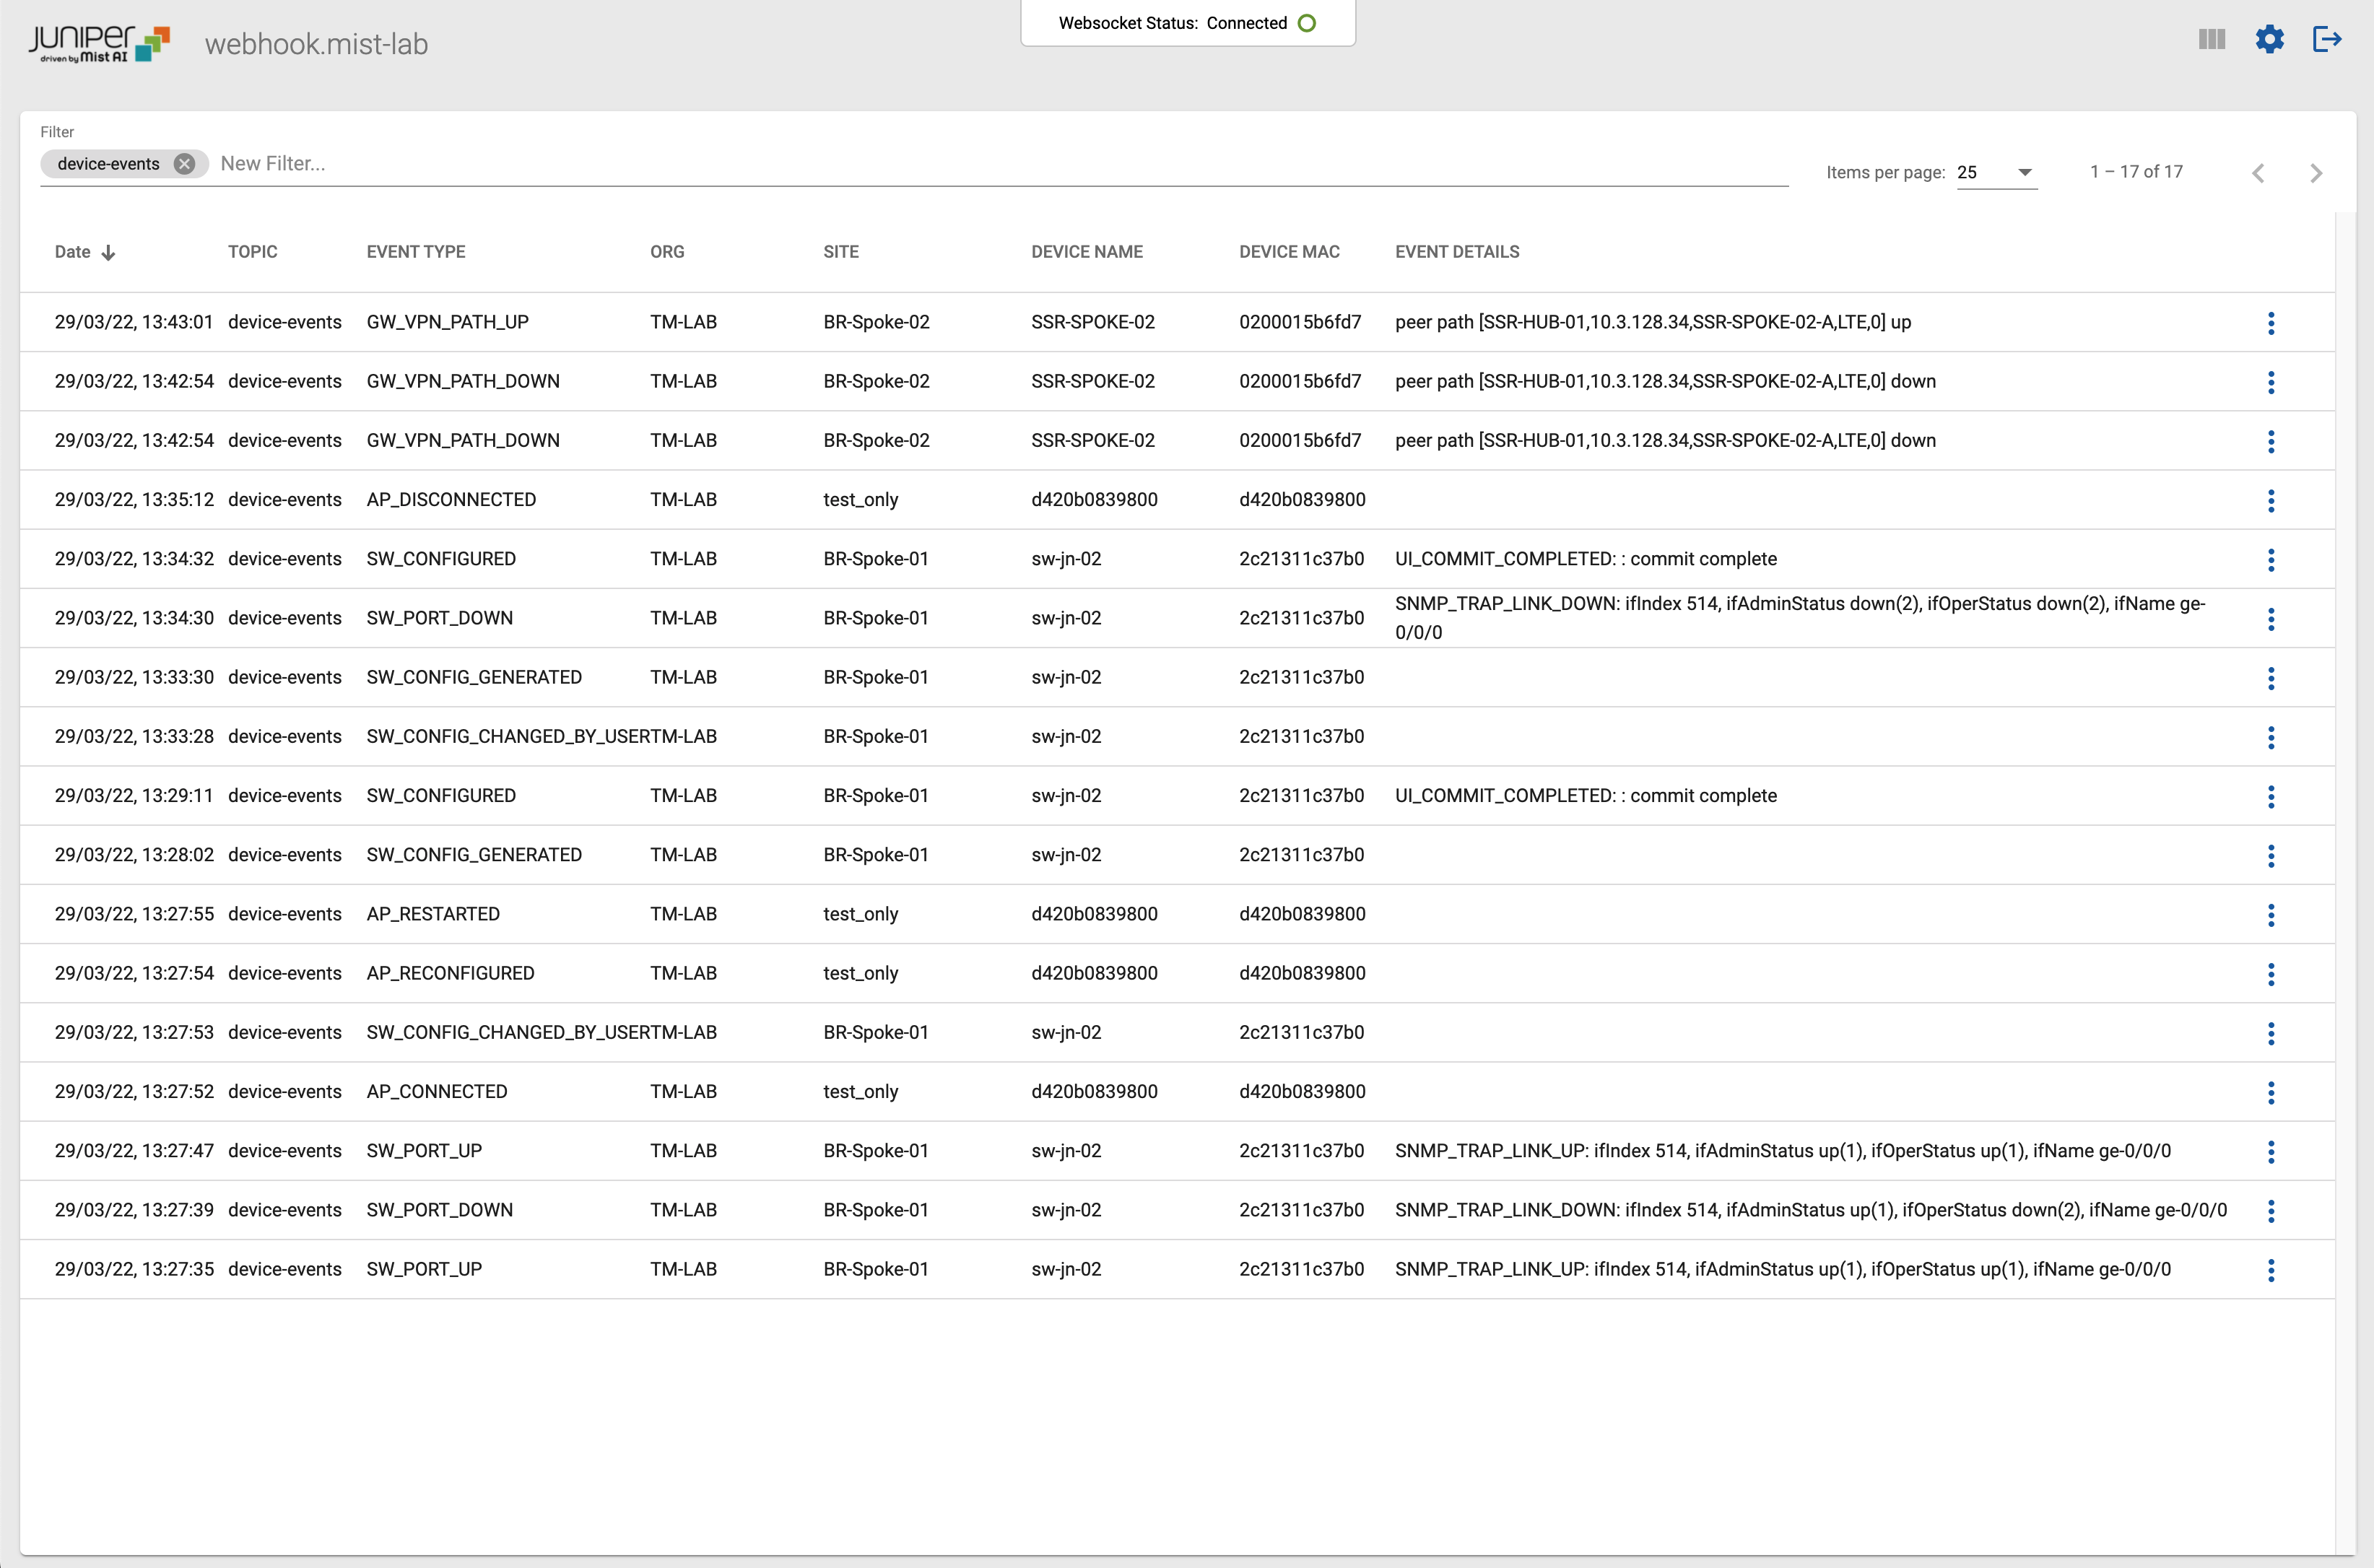 Juniper
driven by Mist AI
webhook.mist-lab
Websocket Status: Connected
Filter
device-events New Filter...
Items per page: 25 1 – 17 of 17
Date TOPIC EVENT TYPE ORG SITE DEVICE NAME DEVICE MAC EVENT DETAILS
29/03/22, 13:43:01 device-events GW_VPN_PATH_UP TM-LAB BR-Spoke-02 SSR-SPOKE-02 0200015b6fd7 peer path [SSR-HUB-01,10.3.128.34,SSR-SPOKE-02-A,LTE,0] up
29/03/22, 13:42:54 device-events GW_VPN_PATH_DOWN TM-LAB BR-Spoke-02 SSR-SPOKE-02 0200015b6fd7 peer path [SSR-HUB-01,10.3.128.34,SSR-SPOKE-02-A,LTE,0] down
29/03/22, 13:42:54 device-events GW_VPN_PATH_DOWN TM-LAB BR-Spoke-02 SSR-SPOKE-02 0200015b6fd7 peer path [SSR-HUB-01,10.3.128.34,SSR-SPOKE-02-A,LTE,0] down
29/03/22, 13:35:12 device-events AP_DISCONNECTED TM-LAB test_only d420b0839800 d420b0839800
29/03/22, 13:34:32 device-events SW_CONFIGURED TM-LAB BR-Spoke-01 sw-jn-02 2c21311c37b0 UI_COMMIT_COMPLETED: : commit complete
29/03/22, 13:34:30 device-events SW_PORT_DOWN TM-LAB BR-Spoke-01 sw-jn-02 2c21311c37b0 SNMP_TRAP_LINK_DOWN: ifIndex 514, ifAdminStatus down(2), ifOperStatus down(2), ifName ge-
0/0/0
29/03/22, 13:33:30 device-events SW_CONFIG_GENERATED TM-LAB BR-Spoke-01 sw-jn-02 2c21311c37b0
29/03/22, 13:33:28 device-events SW_CONFIG_CHANGED_BY_USER TM-LAB BR-Spoke-01 sw-jn-02 2c21311c37b0
29/03/22, 13:29:11 device-events SW_CONFIGURED TM-LAB BR-Spoke-01 sw-jn-02 2c21311c37b0 UI_COMMIT_COMPLETED: : commit complete
29/03/22, 13:28:02 device-events SW_CONFIG_GENERATED TM-LAB BR-Spoke-01 sw-jn-02 2c21311c37b0
29/03/22, 13:27:55 device-events AP_RESTARTED TM-LAB test_only d420b0839800 d420b0839800
29/03/22, 13:27:54 device-events AP_RECONFIGURED TM-LAB test_only d420b0839800 d420b0839800
29/03/22, 13:27:53 device-events SW_CONFIG_CHANGED_BY_USER TM-LAB BR-Spoke-01 sw-jn-02 2c21311c37b0
29/03/22, 13:27:52 device-events AP_CONNECTED TM-LAB test_only d420b0839800 d420b0839800
29/03/22, 13:27:47 device-events SW_PORT_UP TM-LAB BR-Spoke-01 sw-jn-02 2c21311c37b0 SNMP_TRAP_LINK_UP: ifIndex 514, ifAdminStatus up(1), ifOperStatus up(1), ifName ge-0/0/0
29/03/22, 13:27:39 device-events SW_PORT_DOWN TM-LAB BR-Spoke-01 sw-jn-02 2c21311c37b0 SNMP_TRAP_LINK_DOWN: ifIndex 514, ifAdminStatus up(1), ifOperStatus down(2), ifName ge-0/0/0
29/03/22, 13:27:35 device-events SW_PORT_UP TM-LAB BR-Spoke-01 sw-jn-02 2c21311c37b0 SNMP_TRAP_LINK_UP: ifIndex 514, ifAdminStatus up(1), ifOperStatus up(1), ifName ge-0/0/0